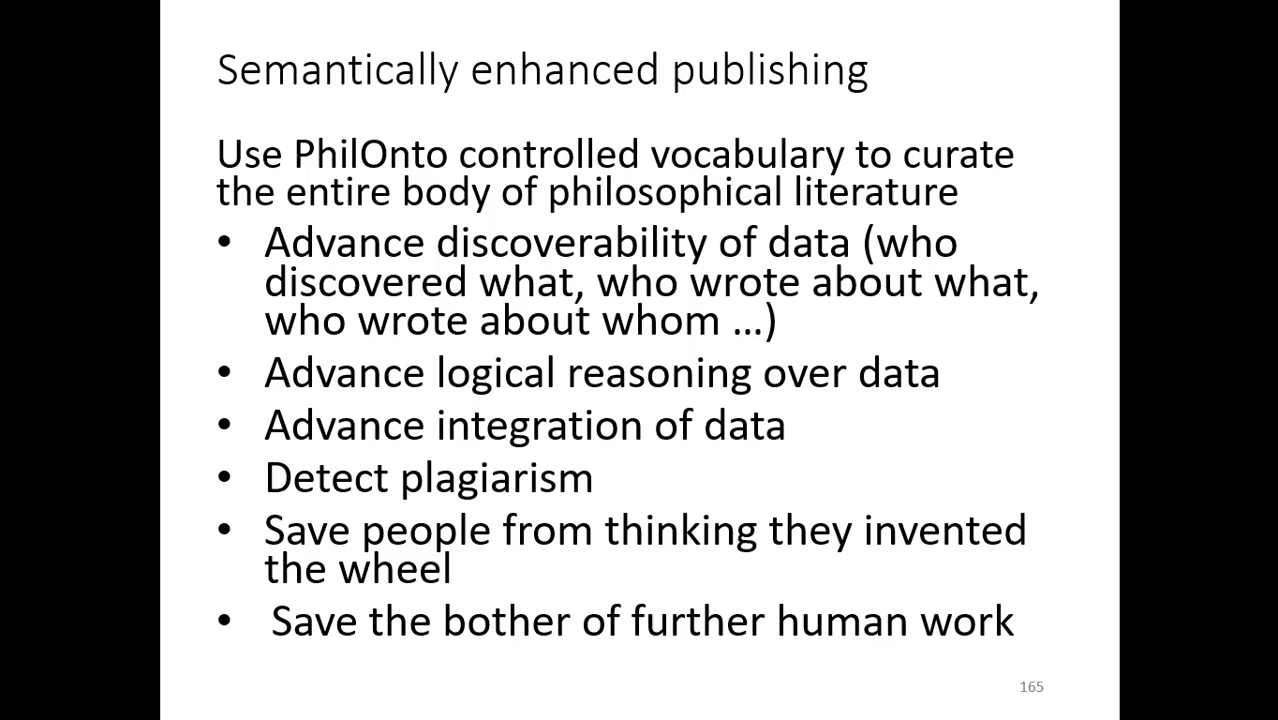 Semantically enhanced publishing
Use PhilOnto controlled vocabulary to curate
the entire body of philosophical literature
• Advance discoverability of data (who
discovered what, who wrote about what,
who wrote about whom …)
• Advance logical reasoning over data
• Advance integration of data
• Detect plagiarism
• Save people from thinking they invented
the wheel
• Save the bother of further human work
165